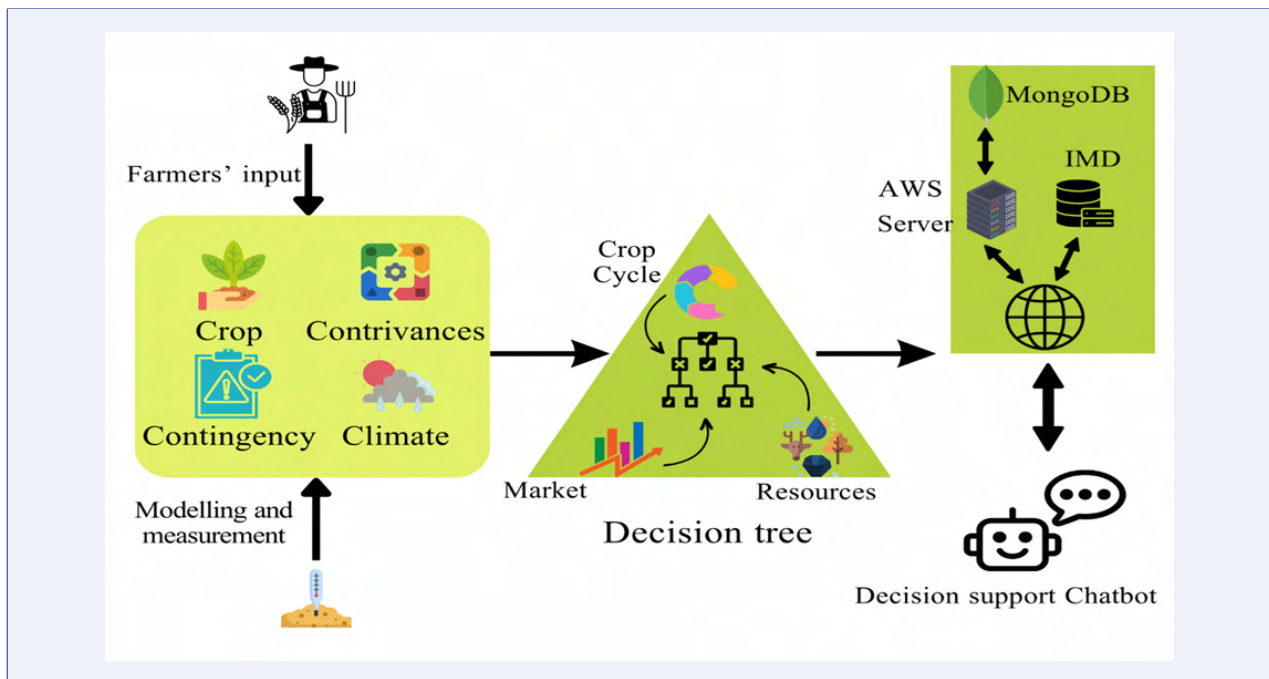 Farmers’ input
Crop
Contrivances
Contingency
Climate
Modelling and
measurement
Crop
Cycle
Market
Resources
Decision tree
MongoDB
IMD
AWS
Server
Decision support Chatbot